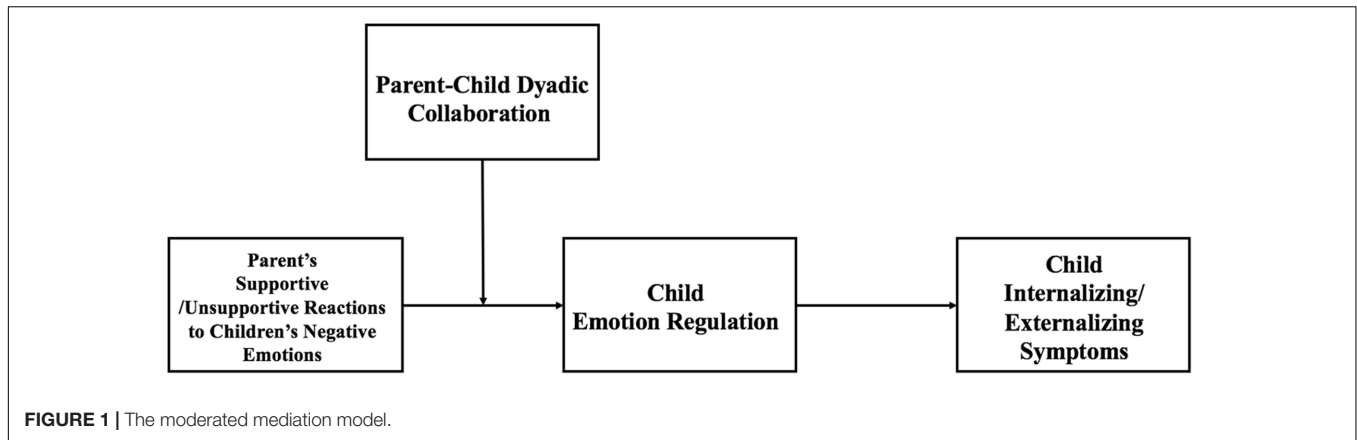 Parent-Child Dyadic
Collaboration
Parent's
Supportive
/Unsupportive Reactions
to Children's Negative
Emotions
Child
Emotion Regulation
Child
Internalizing/
Externalizing
Symptoms
FIGURE 1 | The moderated mediation model.